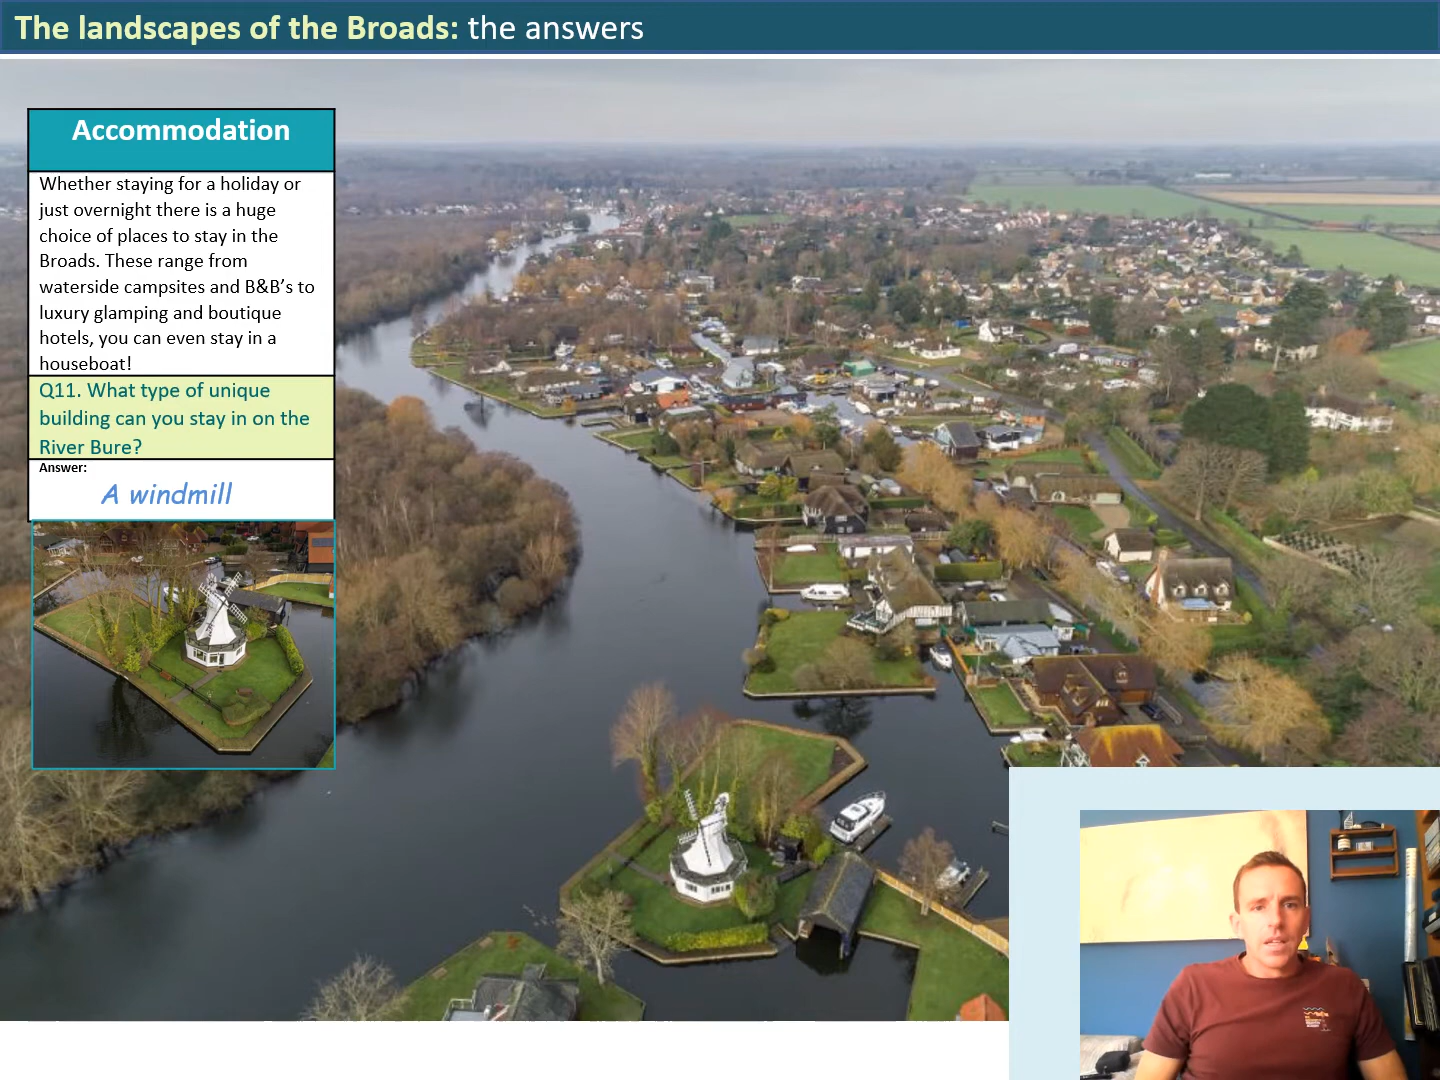 The landscapes of the Broads: the answers
Accommodation
Whether staying for a holiday or
just overnight there is a huge
choice of places to stay in the
Broads. These range from
waterside campsites and B&B’s to
luxury glamping and boutique
hotels, you can even stay in a
houseboat!
Q11. What type of unique
building can you stay in on the
River Bure?
Answer:
A windmill